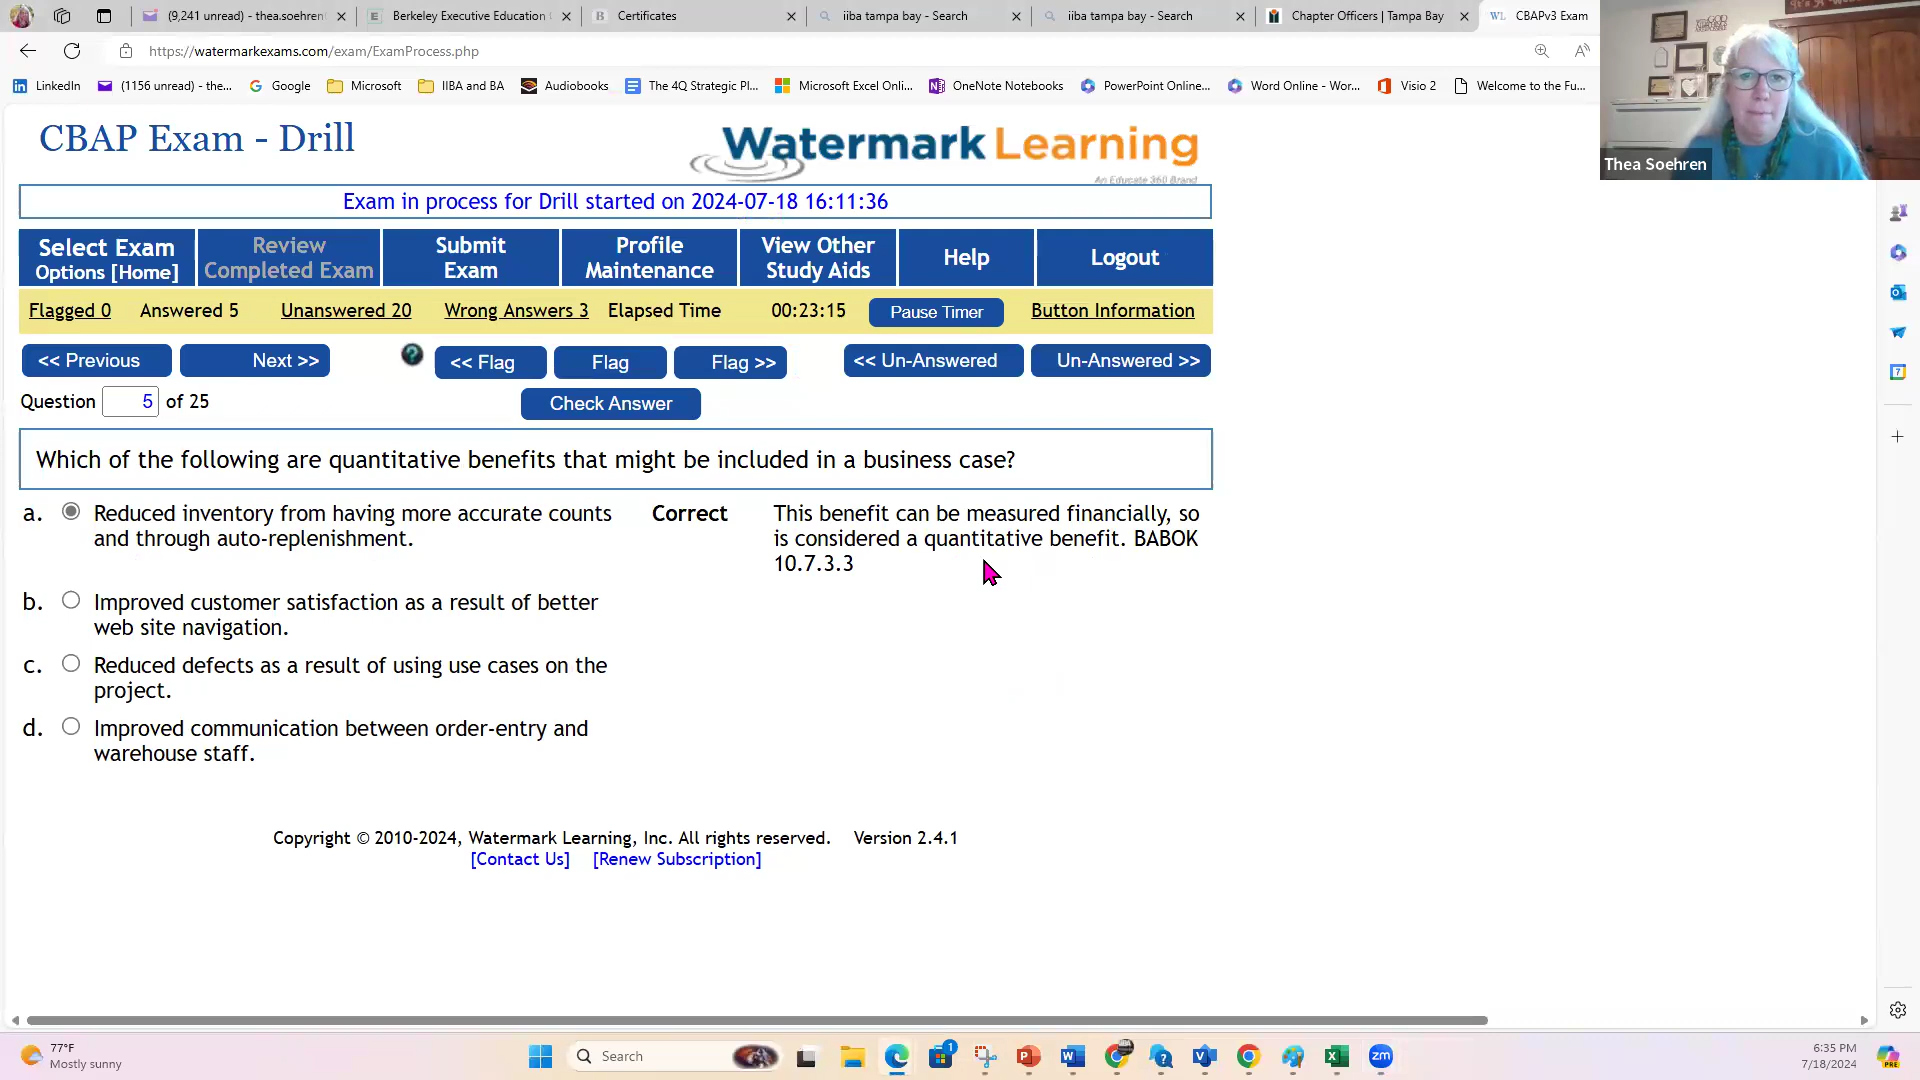 (9,241 unread) - thea.soehren
Berkeley Executive Education
Certificates
iiba tampa bay - Search
iiba tampa bay - Search
Chapter Officers | Tampa Bay
WL CBAPv3 Exam
https://watermarkexams.com/exam/ExamProcess.php
LinkedIn
(1156 unread) - the...
Google
Microsoft
IIBA and BA
Audiobooks
The 4Q Strategic Pl...
Microsoft Excel Onli...
OneNote Notebooks
PowerPoint Online...
Word Online - Wor...
Visio 2
Welcome to the Fu...
Thea Soehren
CBAP Exam - Drill
Watermark Learning
An Educate 360 Brand
Exam in process for Drill started on 2024-07-18 16:11:36
Select Exam
Options [Home]
Review
Completed Exam
Submit
Exam
Profile
Maintenance
View Other
Study Aids
Help
Logout
Flagged 0
Answered 5
Unanswered 20
Wrong Answers 3
Elapsed Time
00:23:15
Pause Timer
Button Information
<< Previous
Next >>
?
<< Flag
Flag
Flag >>
<< Un-Answered
Un-Answered >>
Question 5 of 25
Check Answer
Which of the following are quantitative benefits that might be included in a business case?
a. Reduced inventory from having more accurate counts
and through auto-replenishment.
Correct
This benefit can be measured financially, so
is considered a quantitative benefit. BABOK
10.7.3.3
b. Improved customer satisfaction as a result of better
web site navigation.
c. Reduced defects as a result of using use cases on the
project.
d. Improved communication between order-entry and
warehouse staff.
Copyright © 2010-2024, Watermark Learning, Inc. All rights reserved. Version 2.4.1
[Contact Us] [Renew Subscription]
77°F
Mostly sunny
Search
1
zm
6:35 PM
7/18/2024